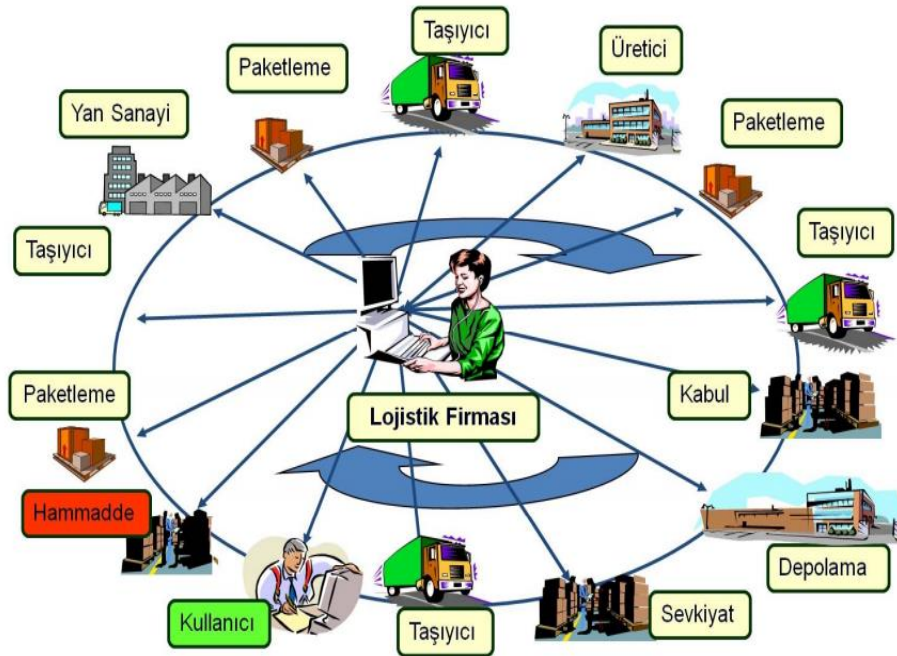 Taşıyıcı
Üretici
Paketleme
Yan Sanayi
Paketleme
Taşıyıcı
Taşıyıcı
Paketleme
Kabul
Lojistik Firması
Hammadde
Depolama
Kullanıcı
Taşıyıcı
Sevkiyat